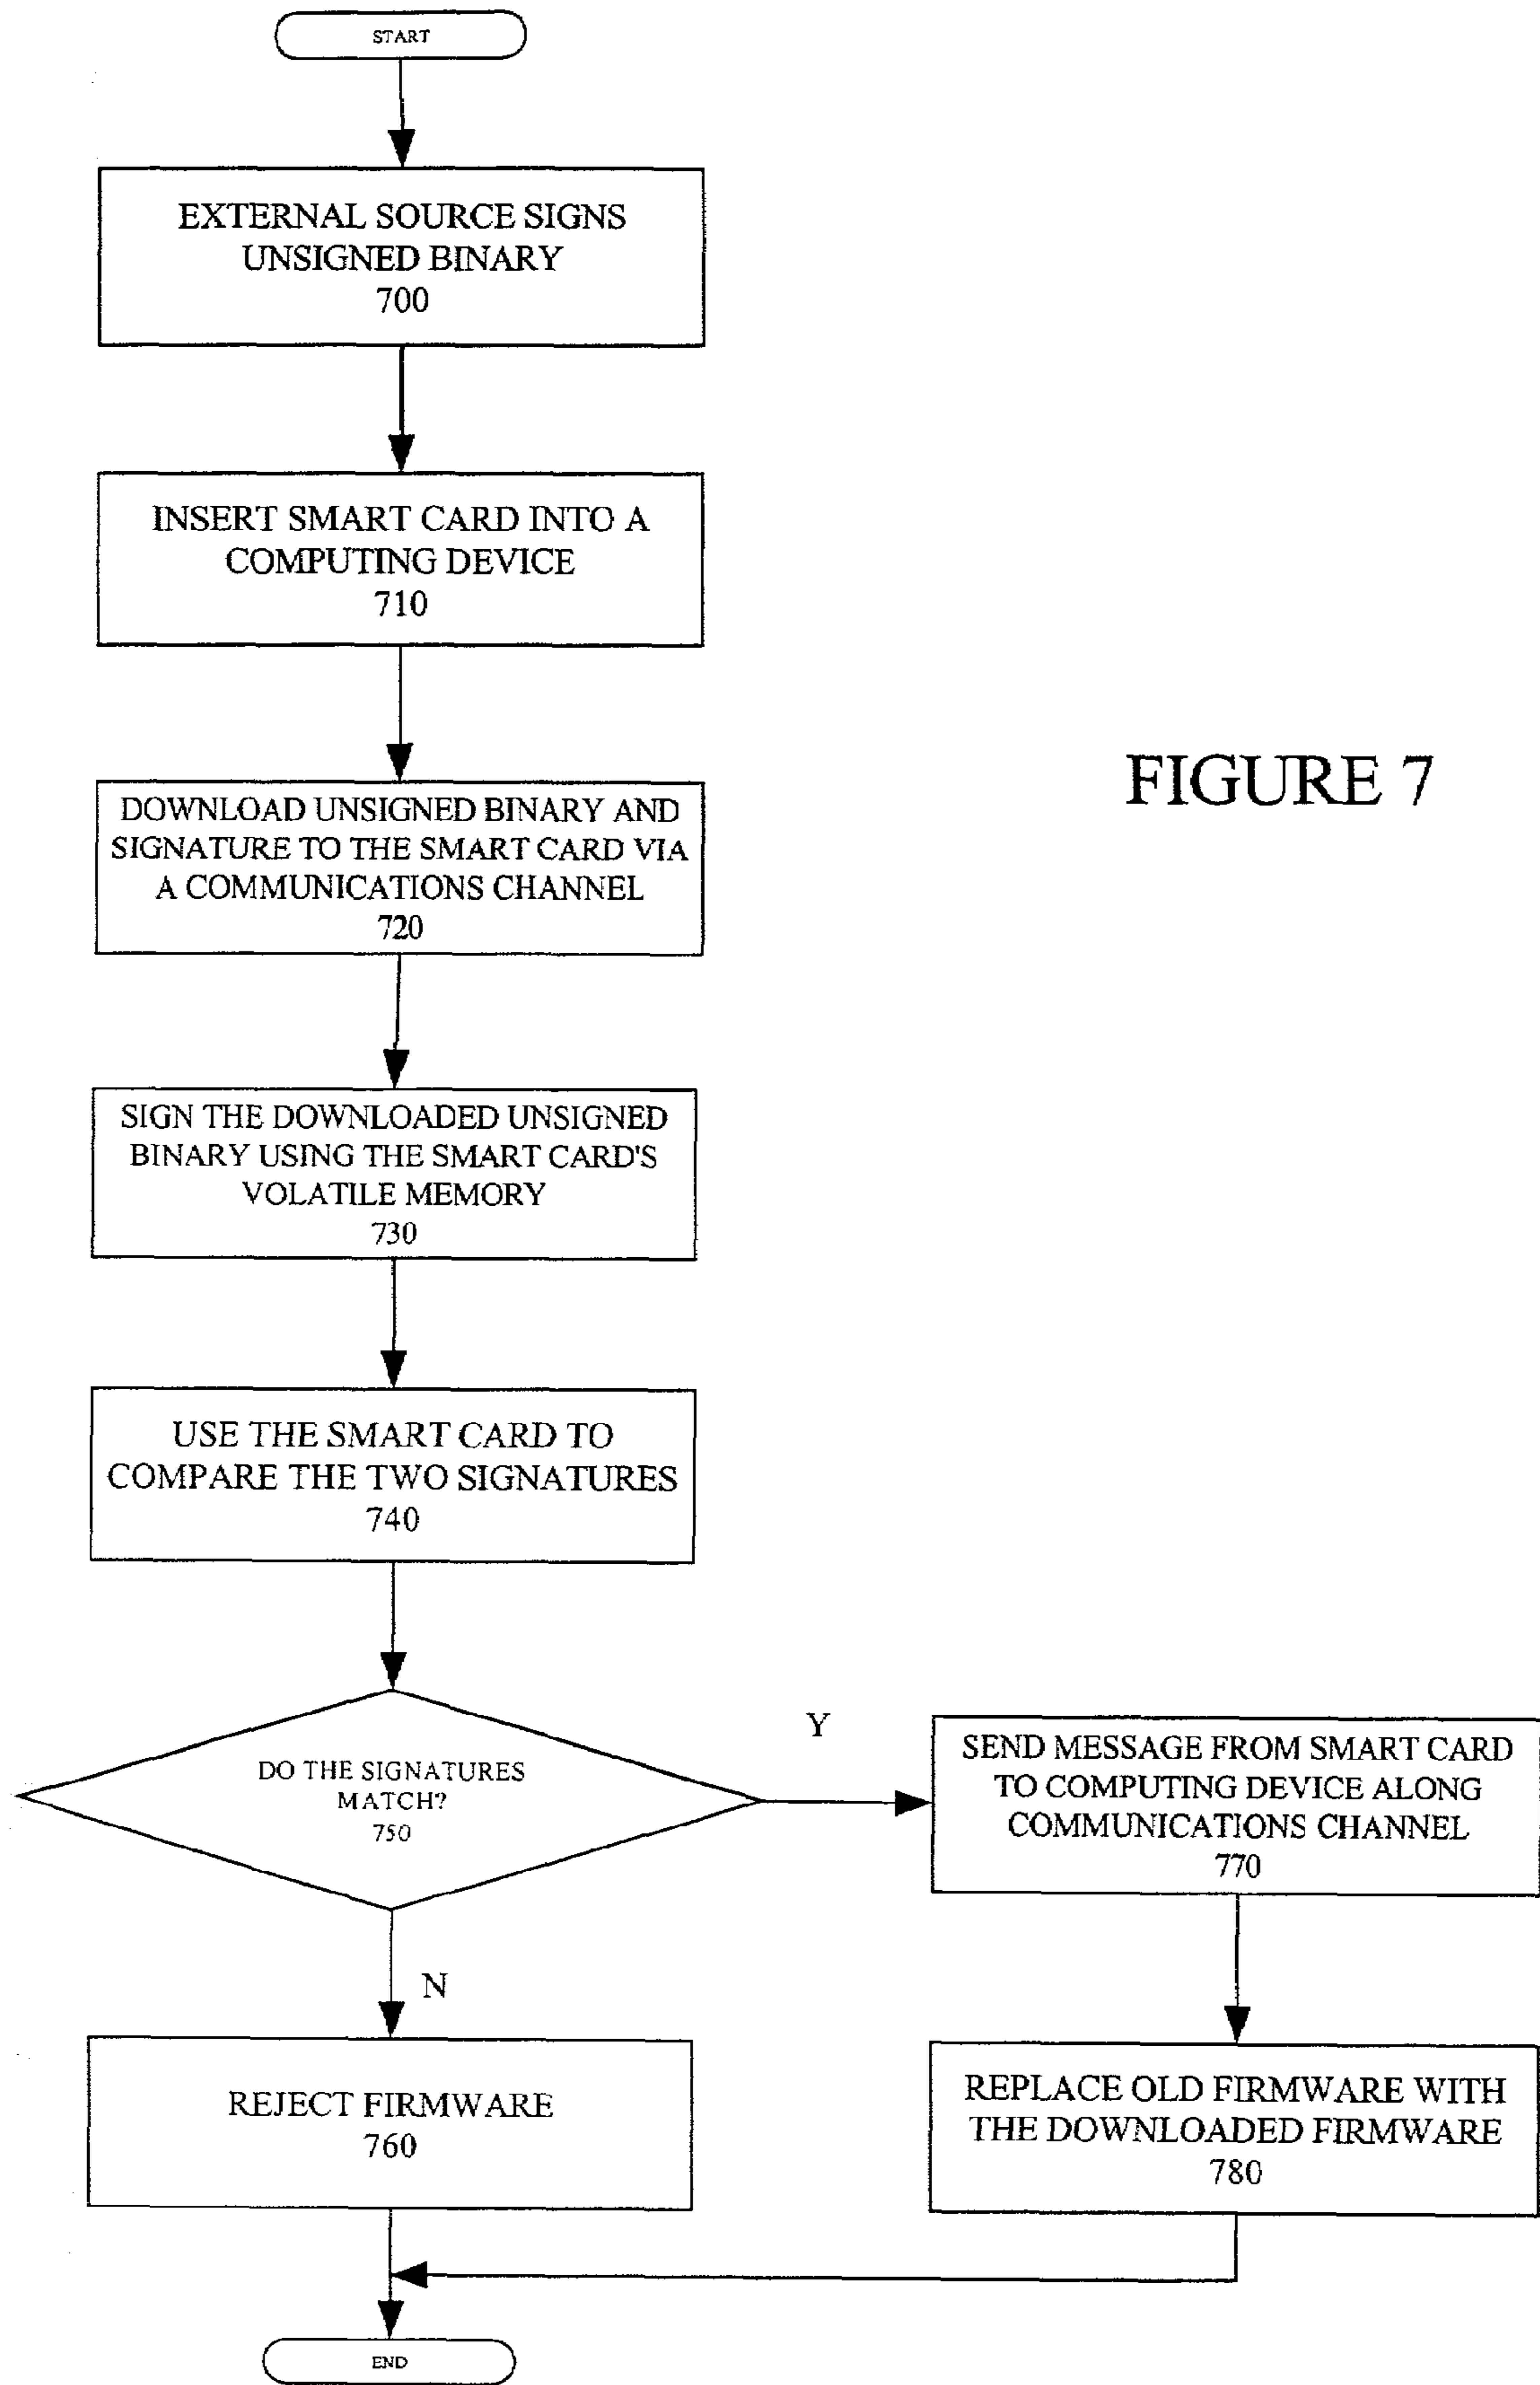 START
EXTERNAL SOURCE SIGNS
UNSIGNED BINARY
700
INSERT SMART CARD INTO A
COMPUTING DEVICE
710
FIGURE 7
DOWNLOAD UNSIGNED BINARY AND
SIGNATURE TO THE SMART CARD VIA
A COMMUNICATIONS CHANNEL
720
SIGN THE DOWNLOADED UNSIGNED
BINARY USING THE SMART CARD'S
VOLATILE MEMORY
730
USE THE SMART CARD TO
COMPARE THE TWO SIGNATURES
740
DO THE SIGNATURES
MATCH?
750
Y
SEND MESSAGE FROM SMART CARD
TO COMPUTING DEVICE ALONG
COMMUNICATIONS CHANNEL
770
N
REJECT FIRMWARE
760
REPLACE OLD FIRMWARE WITH
THE DOWNLOADED FIRMWARE
780
END